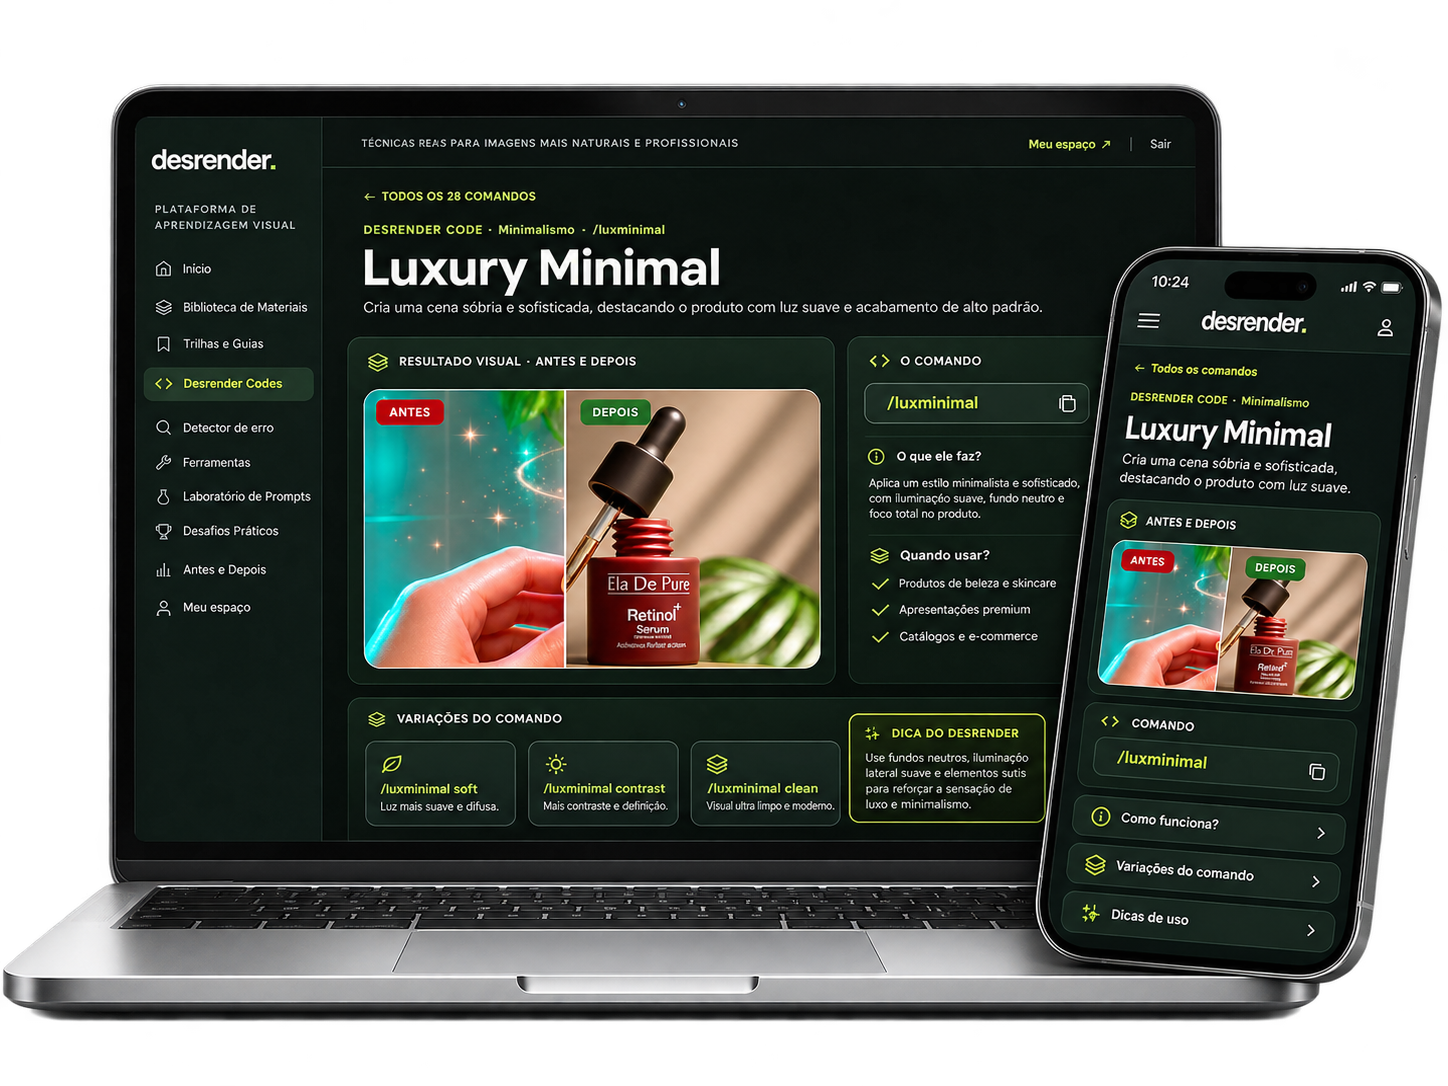 desrender.
PLATAFORMA DE
APRENDIZAGEM VISUAL
Início
Biblioteca de Materiais
Trilhas e Guias
Desrender Codes
Detector de erro
Ferramentas
Laboratório de Prompts
Desafios Práticos
Antes e Depois
Meu espaço
TÉCNICAS REAS PARA IMAGENS MAIS NATURAIS E PROFISSIONAIS
Meu espaço ↗ | Sair
← TODOS OS 28 COMANDOS
DESRENDER CODE · Minimalismo · /luxminimal
Luxury Minimal
Cria uma cena sóbria e sofisticada, destacando o produto com luz suave e acabamento de alto padrão.
RESULTADO VISUAL · ANTES E DEPOIS
ANTES
DEPOIS
Ela De Pure
Retinol+
Serum
O COMANDO
/luxminimal
O que ele faz?
Aplica um estilo minimalista e sofisticado,
com iluminação suave, fundo neutro e
foco total no produto.
Quando usar?
Produtos de beleza e skincare
Apresentações premium
Catálogos e e-commerce
VARIAÇÕES DO COMANDO
/luxminimal soft
Luz mais suave e difusa.
/luxminimal contrast
Mais contraste e definição.
/luxminimal clean
Visual ultra limpo e moderno.
DICA DO DESRENDER
Use fundos neutros, iluminação
lateral suave e elementos sutis
para reforçar a sensação de
luxo e minimalismo.
10:24
desrender.
← Todos os comandos
DESRENDER CODE · Minimalismo
Luxury Minimal
Cria uma cena sóbria e sofisticada,
destacando o produto com luz suave.
ANTES E DEPOIS
ANTES
DEPOIS
COMANDO
/luxminimal
Como funciona?
Variações do comando
Dicas de uso